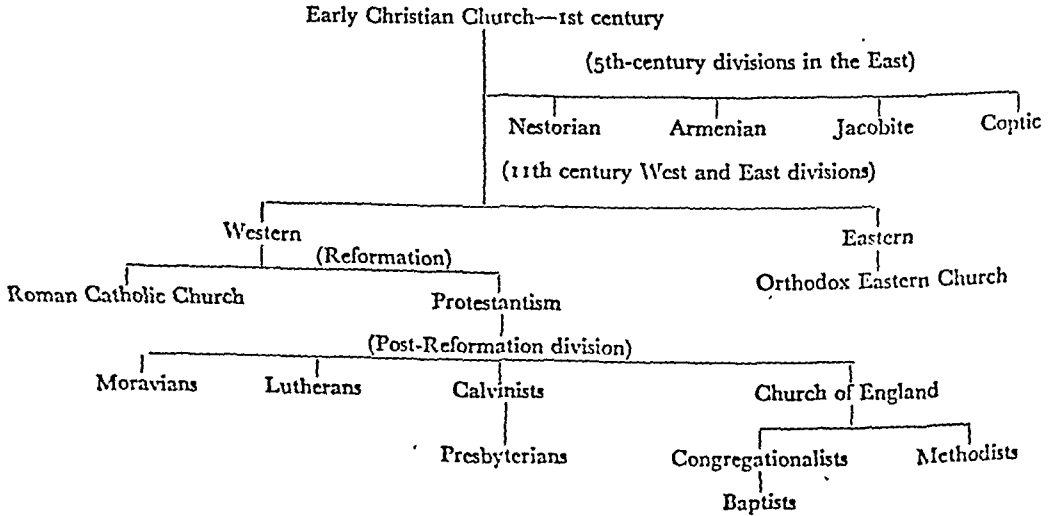 Early Christian Church—1st century
(5th-century divisions in the East)
Nestorian Armenian Jacobite Coptic
(11th century West and East divisions)
Western Eastern
(Reformation)
Roman Catholic Church Protestantism Orthodox Eastern Church
(Post-Reformation division)
Moravians Lutherans Calvinists Church of England
Presbyterians Congregationalists Methodists
Baptists